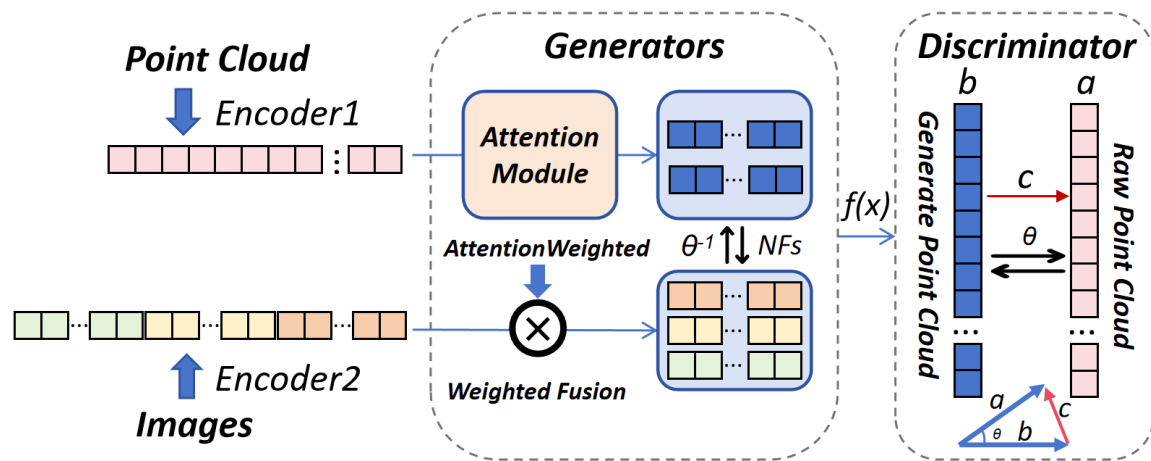 Point Cloud
Encoder1
Encoder2
Images
Generators
Attention
Module
AttentionWeighted
Weighted Fusion
θ-1
NFs
f(x)
Discriminator
b
a
Generate Point Cloud
Raw Point Cloud
c
θ
a
c
θ
b